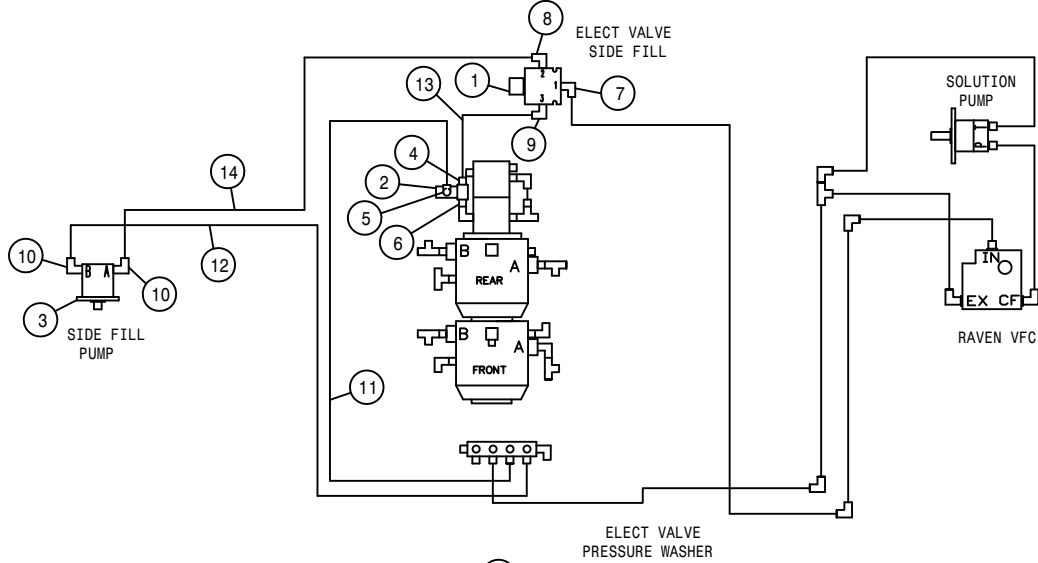 8
ELECT VALVE
SIDE FILL
SOLUTION
PUMP
13
1
2
1
3
7
9
T
P
4
2
5
6
14
12
10
B A
10
3
SIDE FILL
PUMP
B
A
REAR
B
A
FRONT
11
IN
EX CF
RAVEN VFC
ELECT VALVE
PRESSURE WASHER